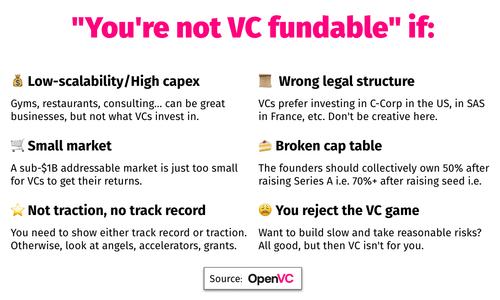 "You're not VC fundable" if:
Low-scalability/High capex
Gyms, restaurants, consulting... can be great
businesses, but not what VCs invest in.
Wrong legal structure
VCs prefer investing in C-Corp in the US, in SAS
in France, etc. Don't be creative here.
Small market
A sub-$1B addressable market is just too small
for VCs to get their returns.
Broken cap table
The founders should collectively own 50% after
raising Series A i.e. 70%+ after raising seed i.e.
Not traction, no track record
You need to show either track record or traction.
Otherwise, look at angels, accelerators, grants.
You reject the VC game
Want to build slow and take reasonable risks?
All good, but then VC isn't for you.
Source: OpenVC